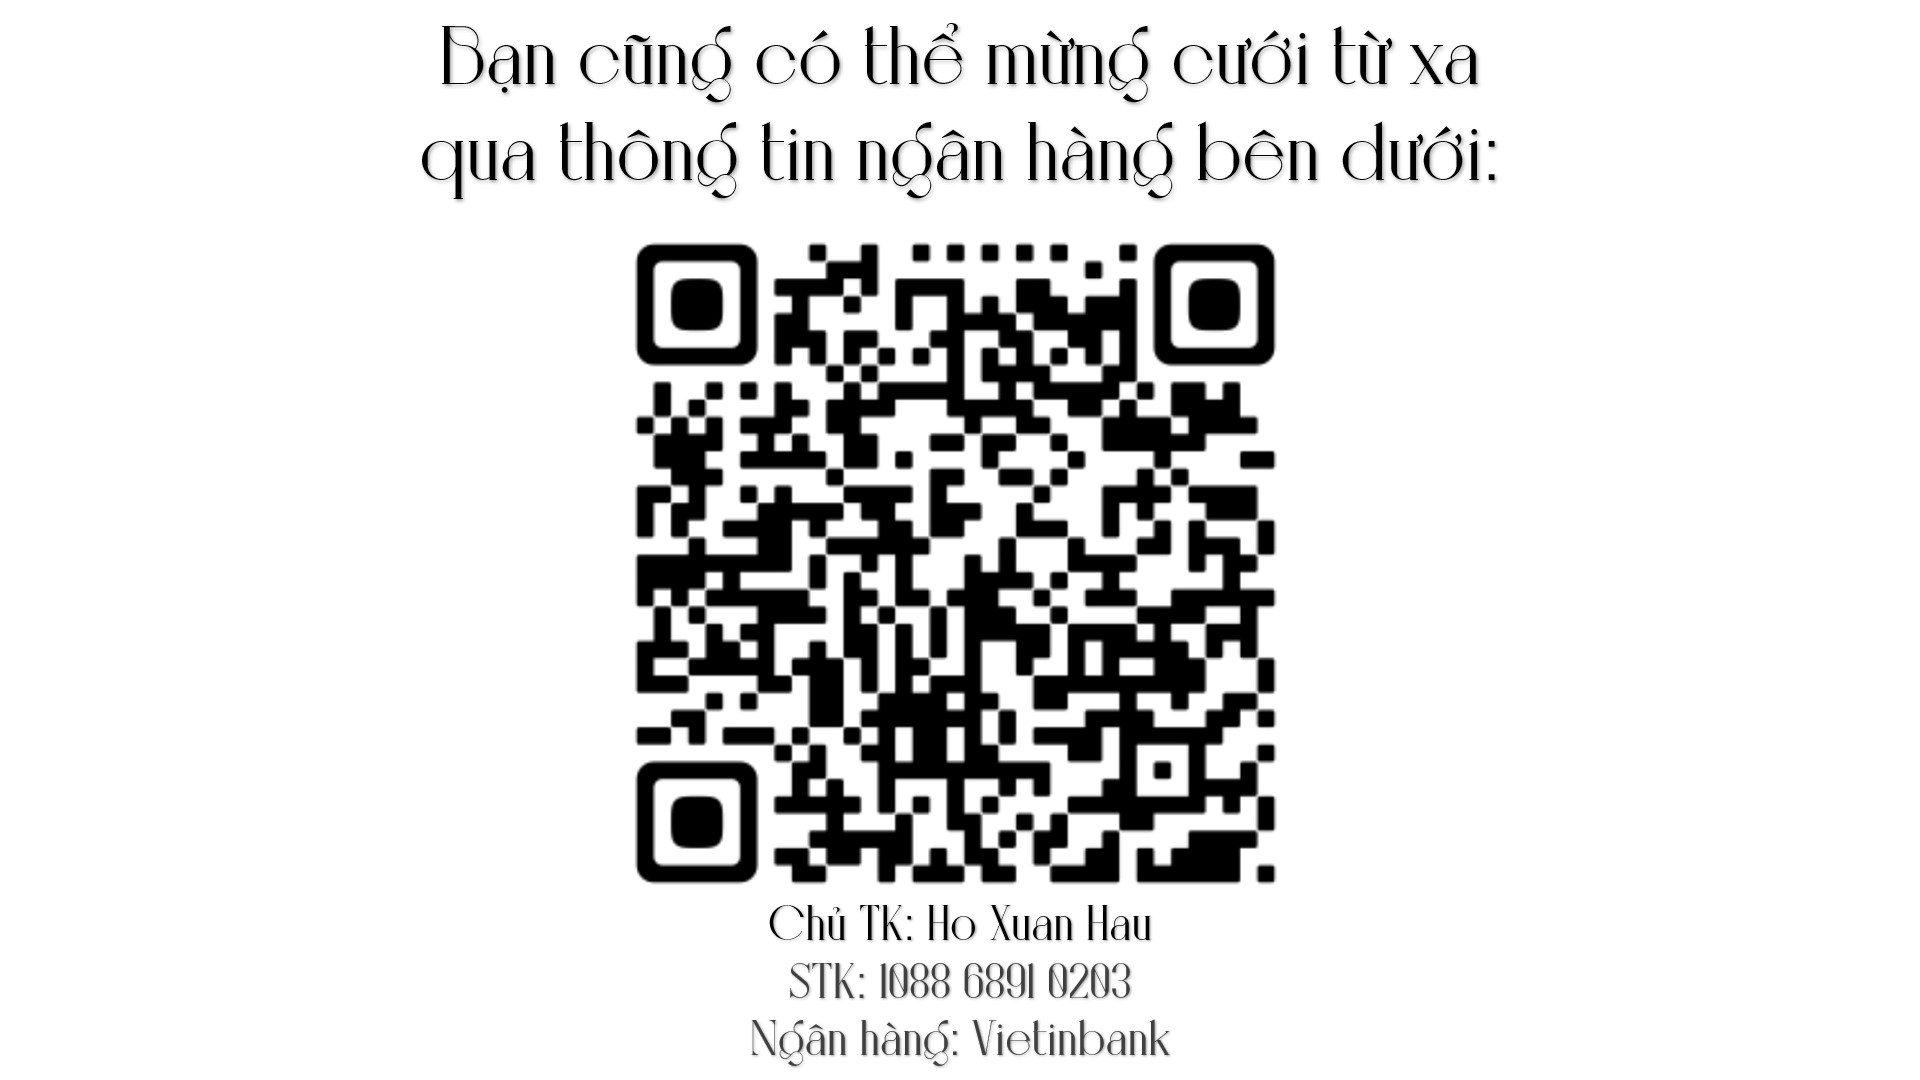 Bạn cũng có thể mừng cưới từ xa
qua thông tin ngân hàng bên dưới:
Chủ TK: Ho Xuan Hau
STK: 1088 6891 0203
Ngân hàng: Vietinbank